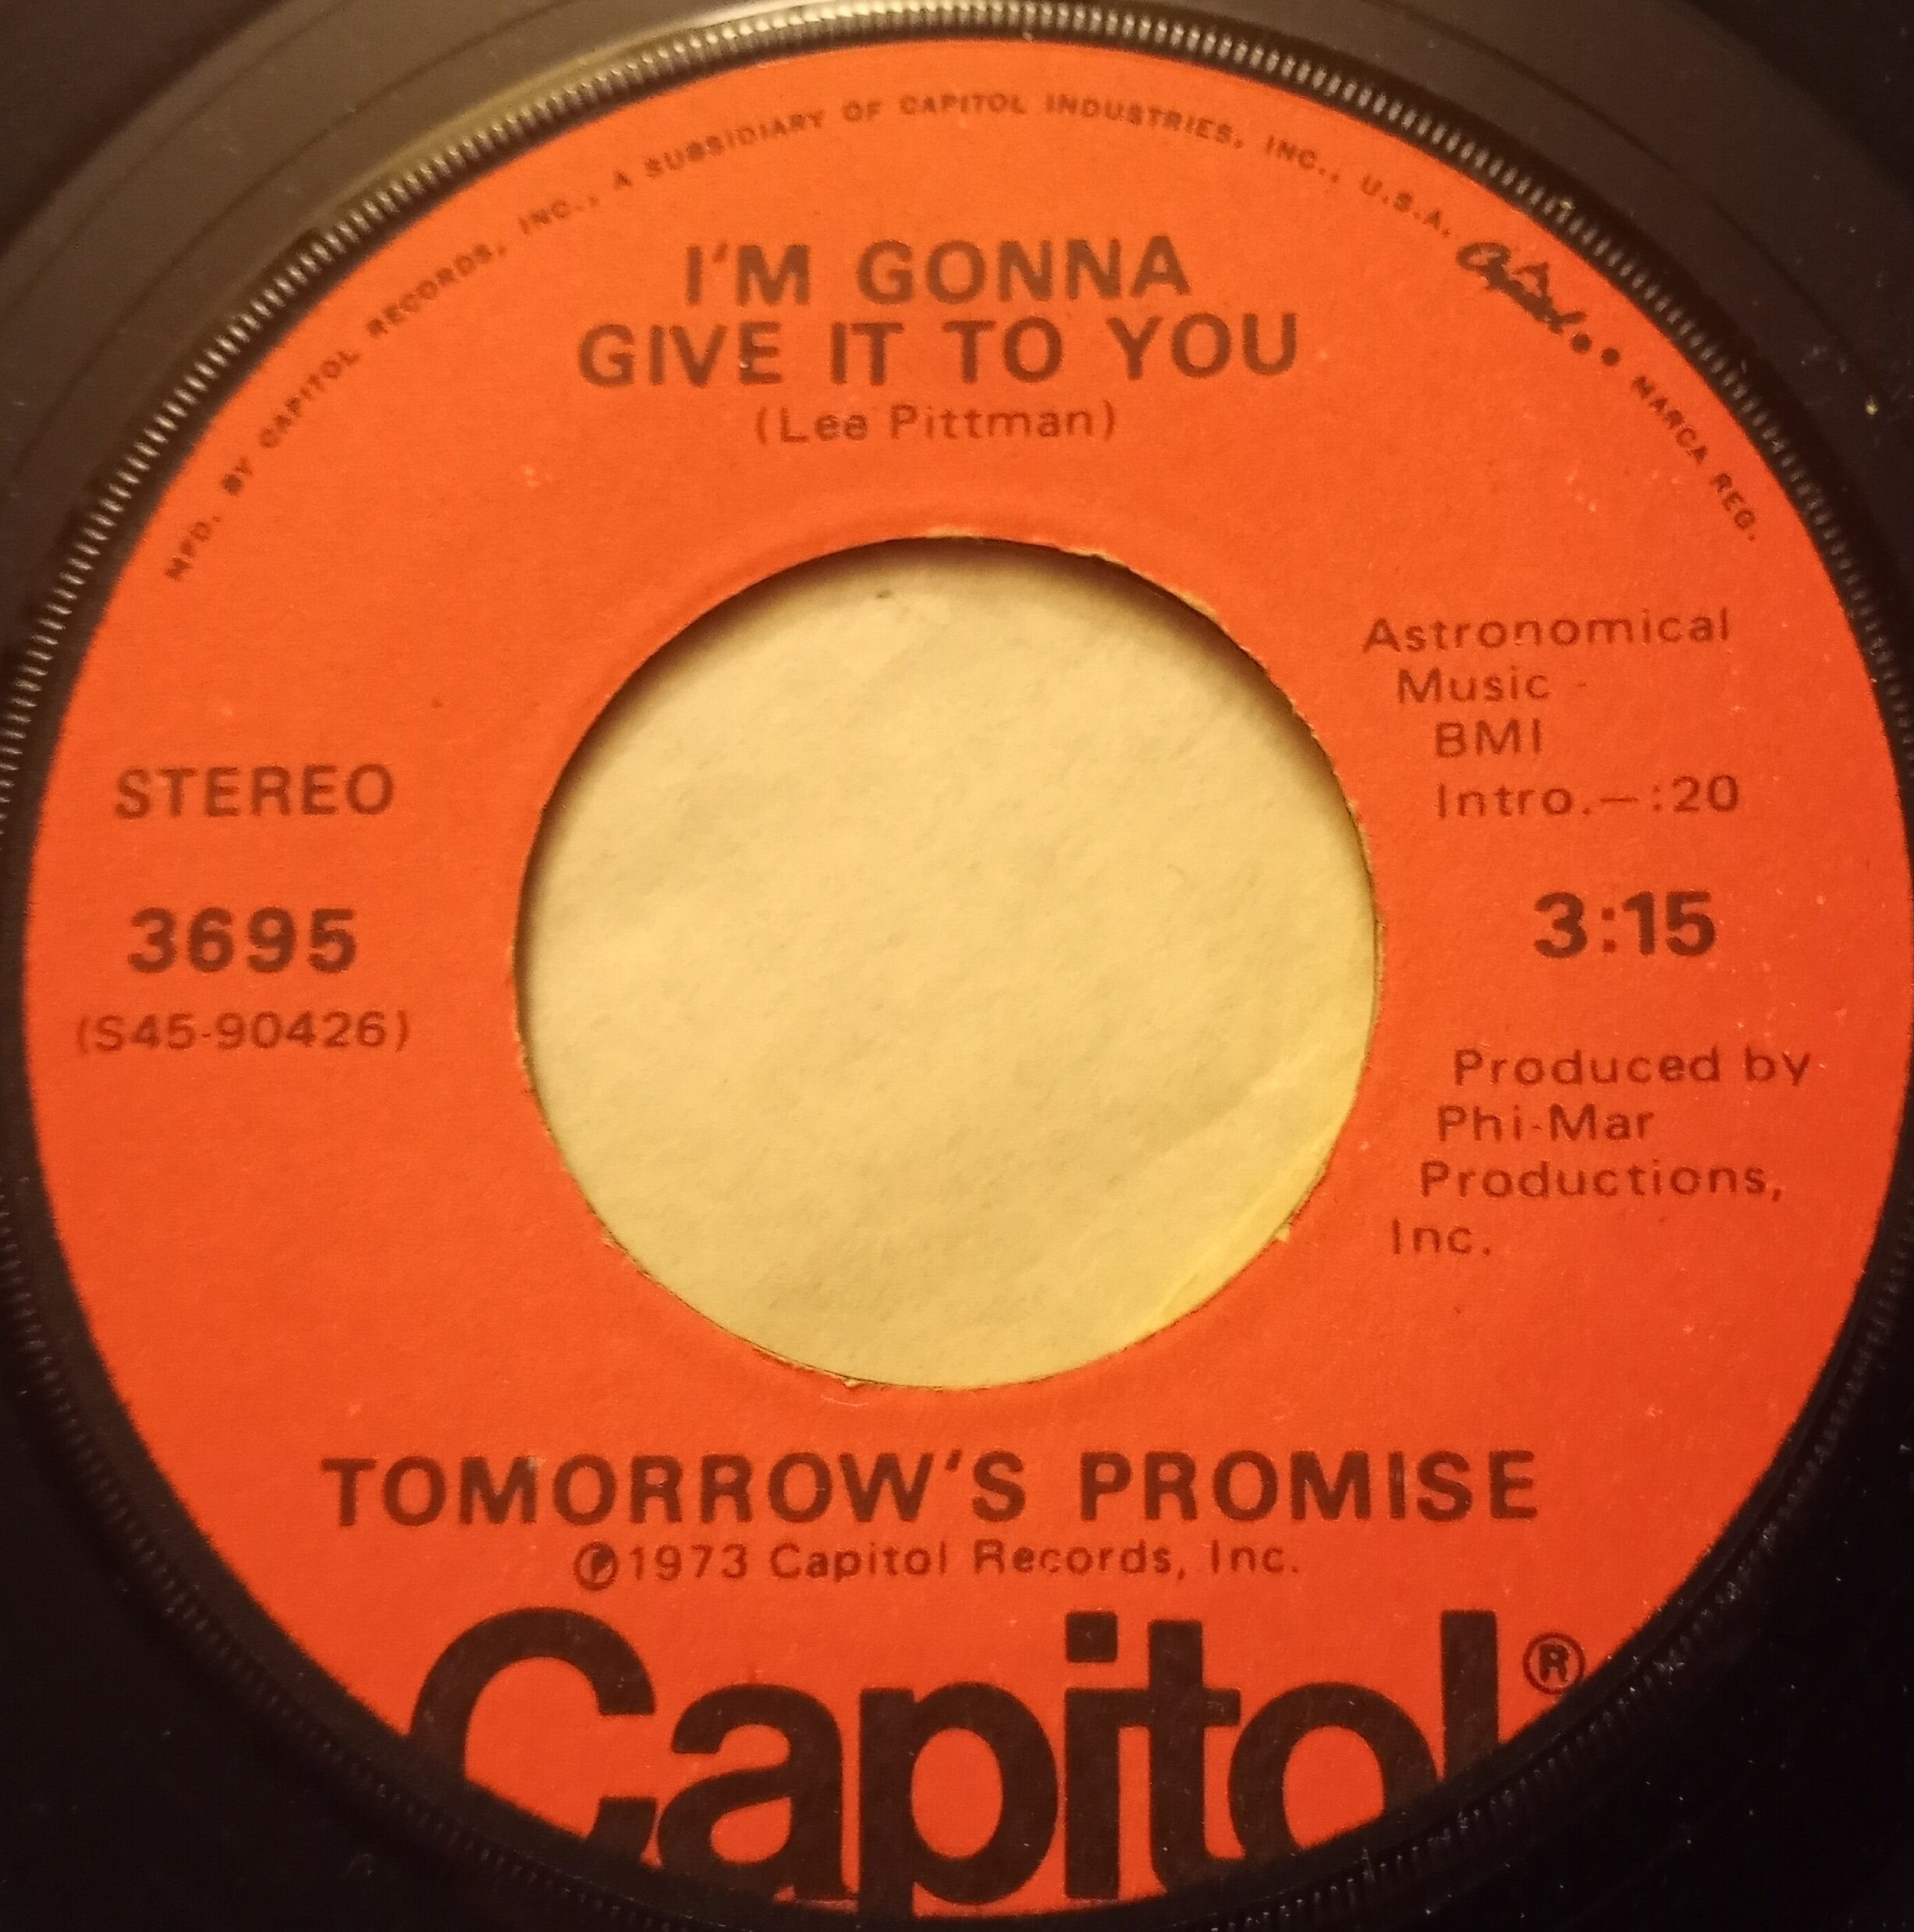 MFD. BY CAPITOL RECORDS, INC., A SUBSIDIARY OF CAPITOL INDUSTRIES, INC., U.S.A. Capitol.. MARCA REG.
I'M GONNA
GIVE IT TO YOU
(Lee Pittman)
Astronomical
Music -
BMI
Intro.—:20
STEREO
3695
(S45-90426)
3:15
Produced by
Phi-Mar
Productions,
Inc.
TOMORROW'S PROMISE
℗1973 Capitol Records, Inc.
Capitol®